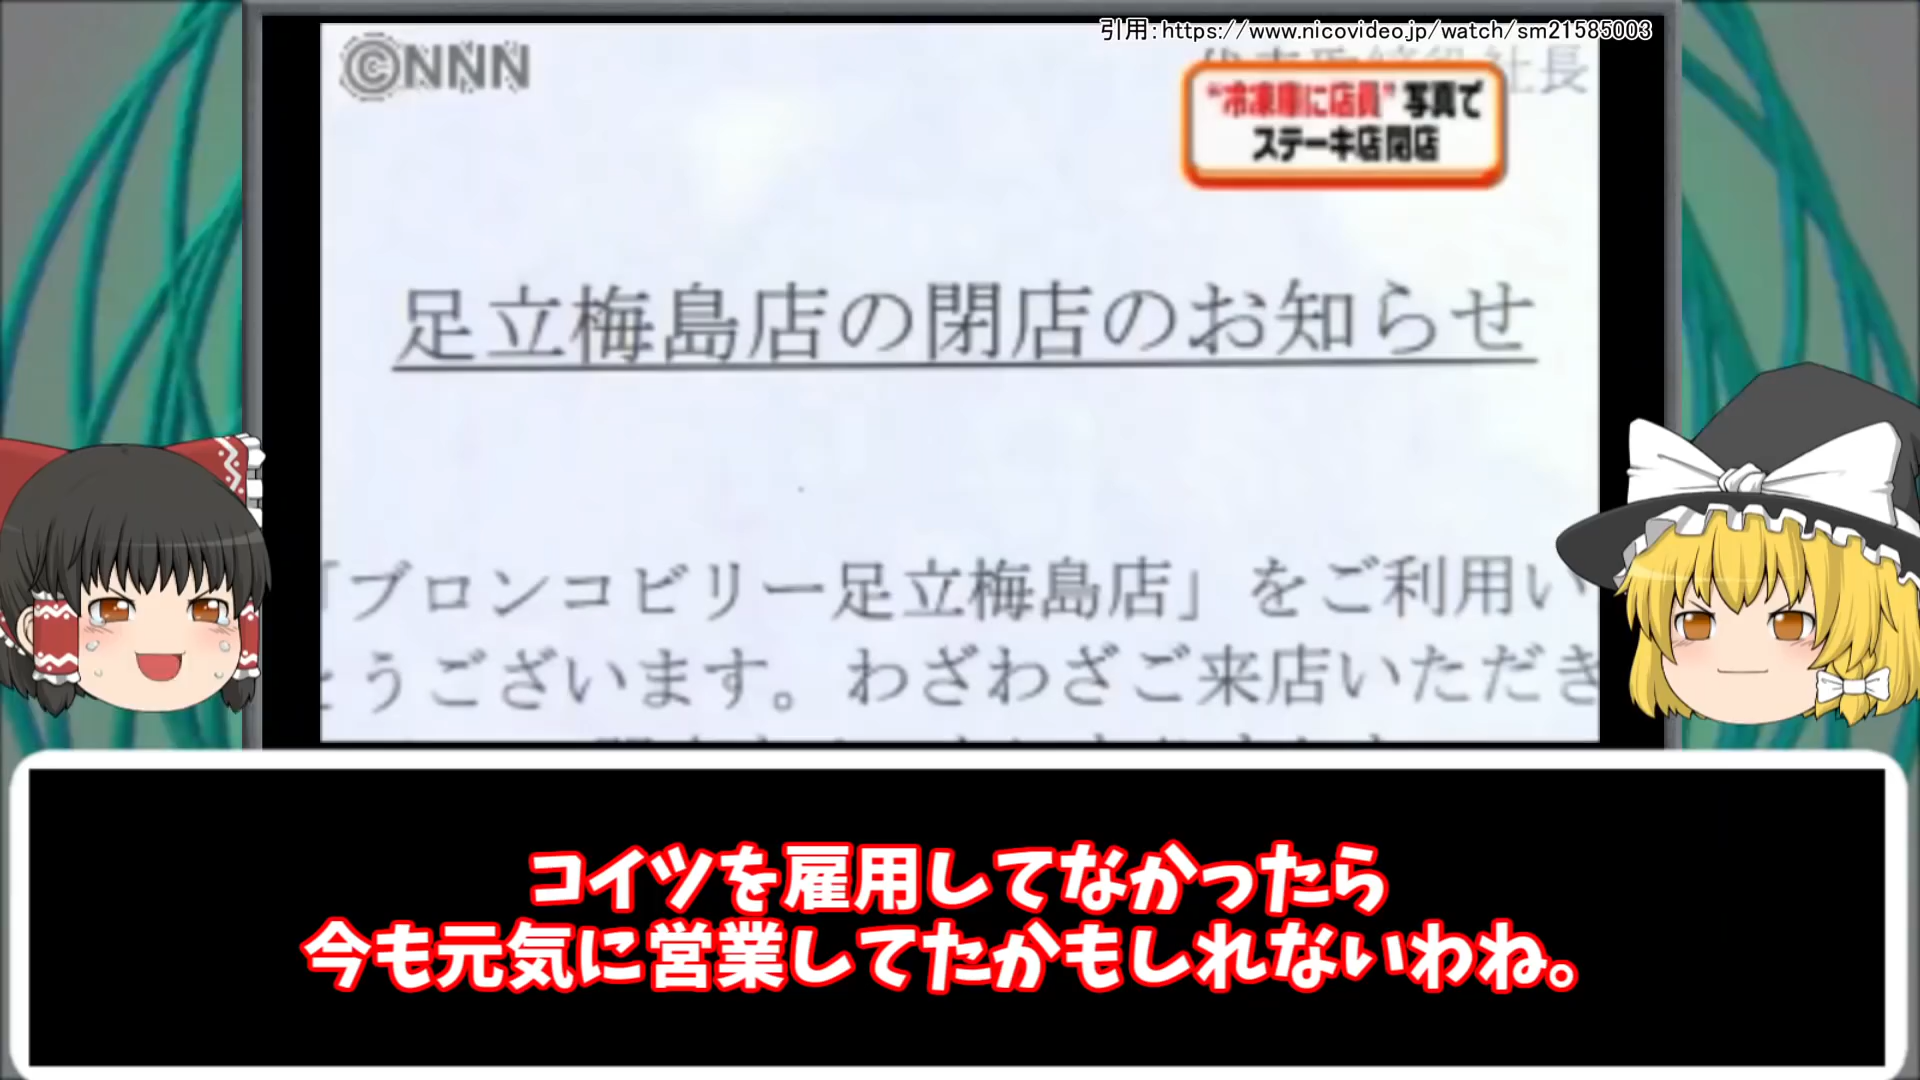 引用:https://www.nicovideo.jp/watch/sm21585003
©NNN
社長
“冷凍庫に店員”写真で
ステーキ店閉店
足立梅島店の閉店のお知らせ
「ブロンコビリー足立梅島店」をご利用い
とうございます。わざわざご来店いただき
コイツを雇用してなかったら
今も元気に営業してたかもしれないわね。